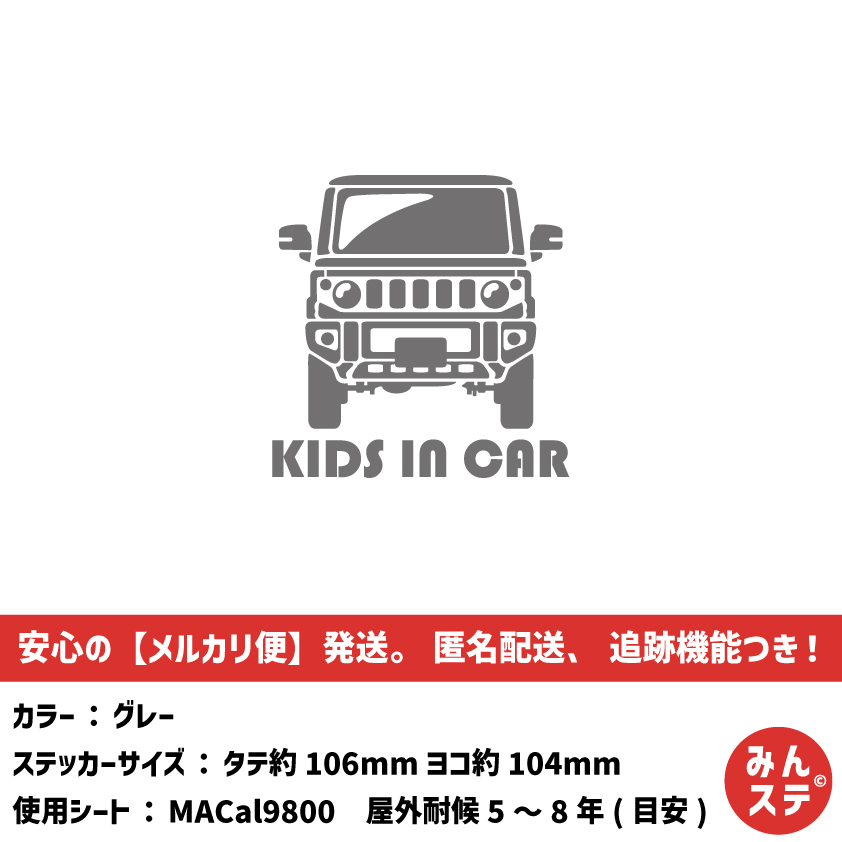 KIDS IN CAR
安心の【メルカリ便】発送。 匿名配送、 追跡機能つき！
カラー ： グレー
ステッカーサイズ ： タテ約 106mm ヨコ約 104mm
使用シート ： MACal9800　屋外耐候 5 〜 8 年 ( 目安 )
みん
ステ©